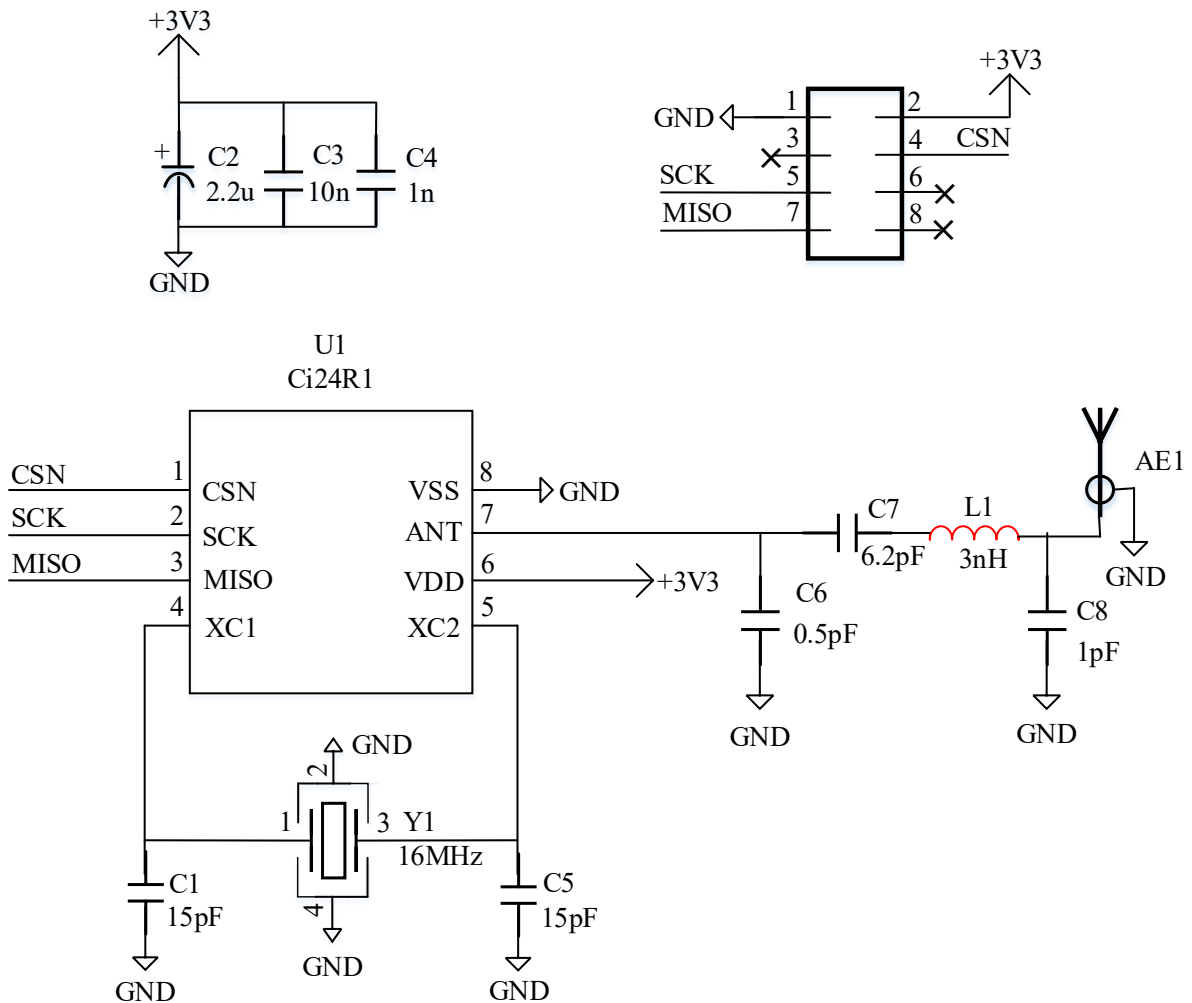 +3V3
C2
2.2u
C3
10n
C4
1n
+
GND
+3V3
GND
1
2
3
4
CSN
SCK
5
6
MISO
7
8
U1
Ci24R1
CSN
1
CSN
SCK
2
SCK
MISO
3
MISO
4
XC1
VSS
8
GND
ANT
7
VDD
6
+3V3
XC2
5
C7
6.2pF
L1
3nH
AE1
GND
C6
0.5pF
GND
C8
1pF
GND
GND
2
1
3
Y1
16MHz
4
GND
C1
15pF
GND
C5
15pF
GND